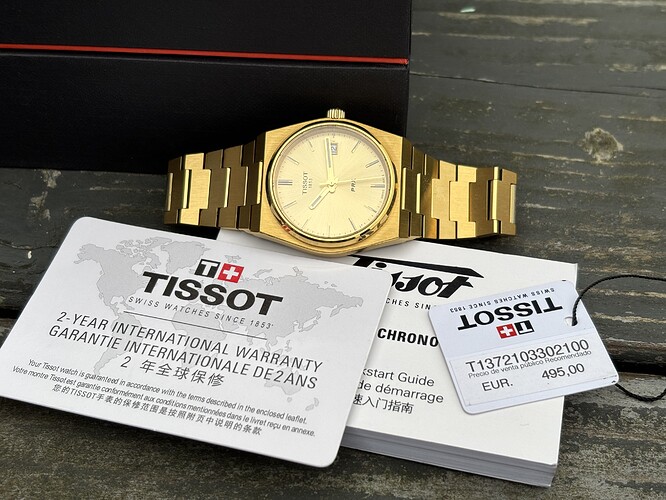 TISSOT
1853
PRX
T+
TISSOT
SWISS WATCHES SINCE 1853
2-YEAR INTERNATIONAL WARRANTY
GARANTIE INTERNATIONALE DE 2 ANS
2 年全球保修
Your Tissot watch is guaranteed in accordance with the terms described in the enclosed leaflet.
Votre montre Tissot est garantie conformément aux conditions mentionnées dans le livret reçu en annexe.
您的TISSOT手表的保修范围是按照附页中说明的条款
Tissot
WATCHES SIN
CHRONO
kstart Guide
de démarrage
速入门指南
SWISS WATCHES SINCE 1853
TISSOT
T+
T1372103302100
Precio de venta público Recomendado
EUR. 495,00